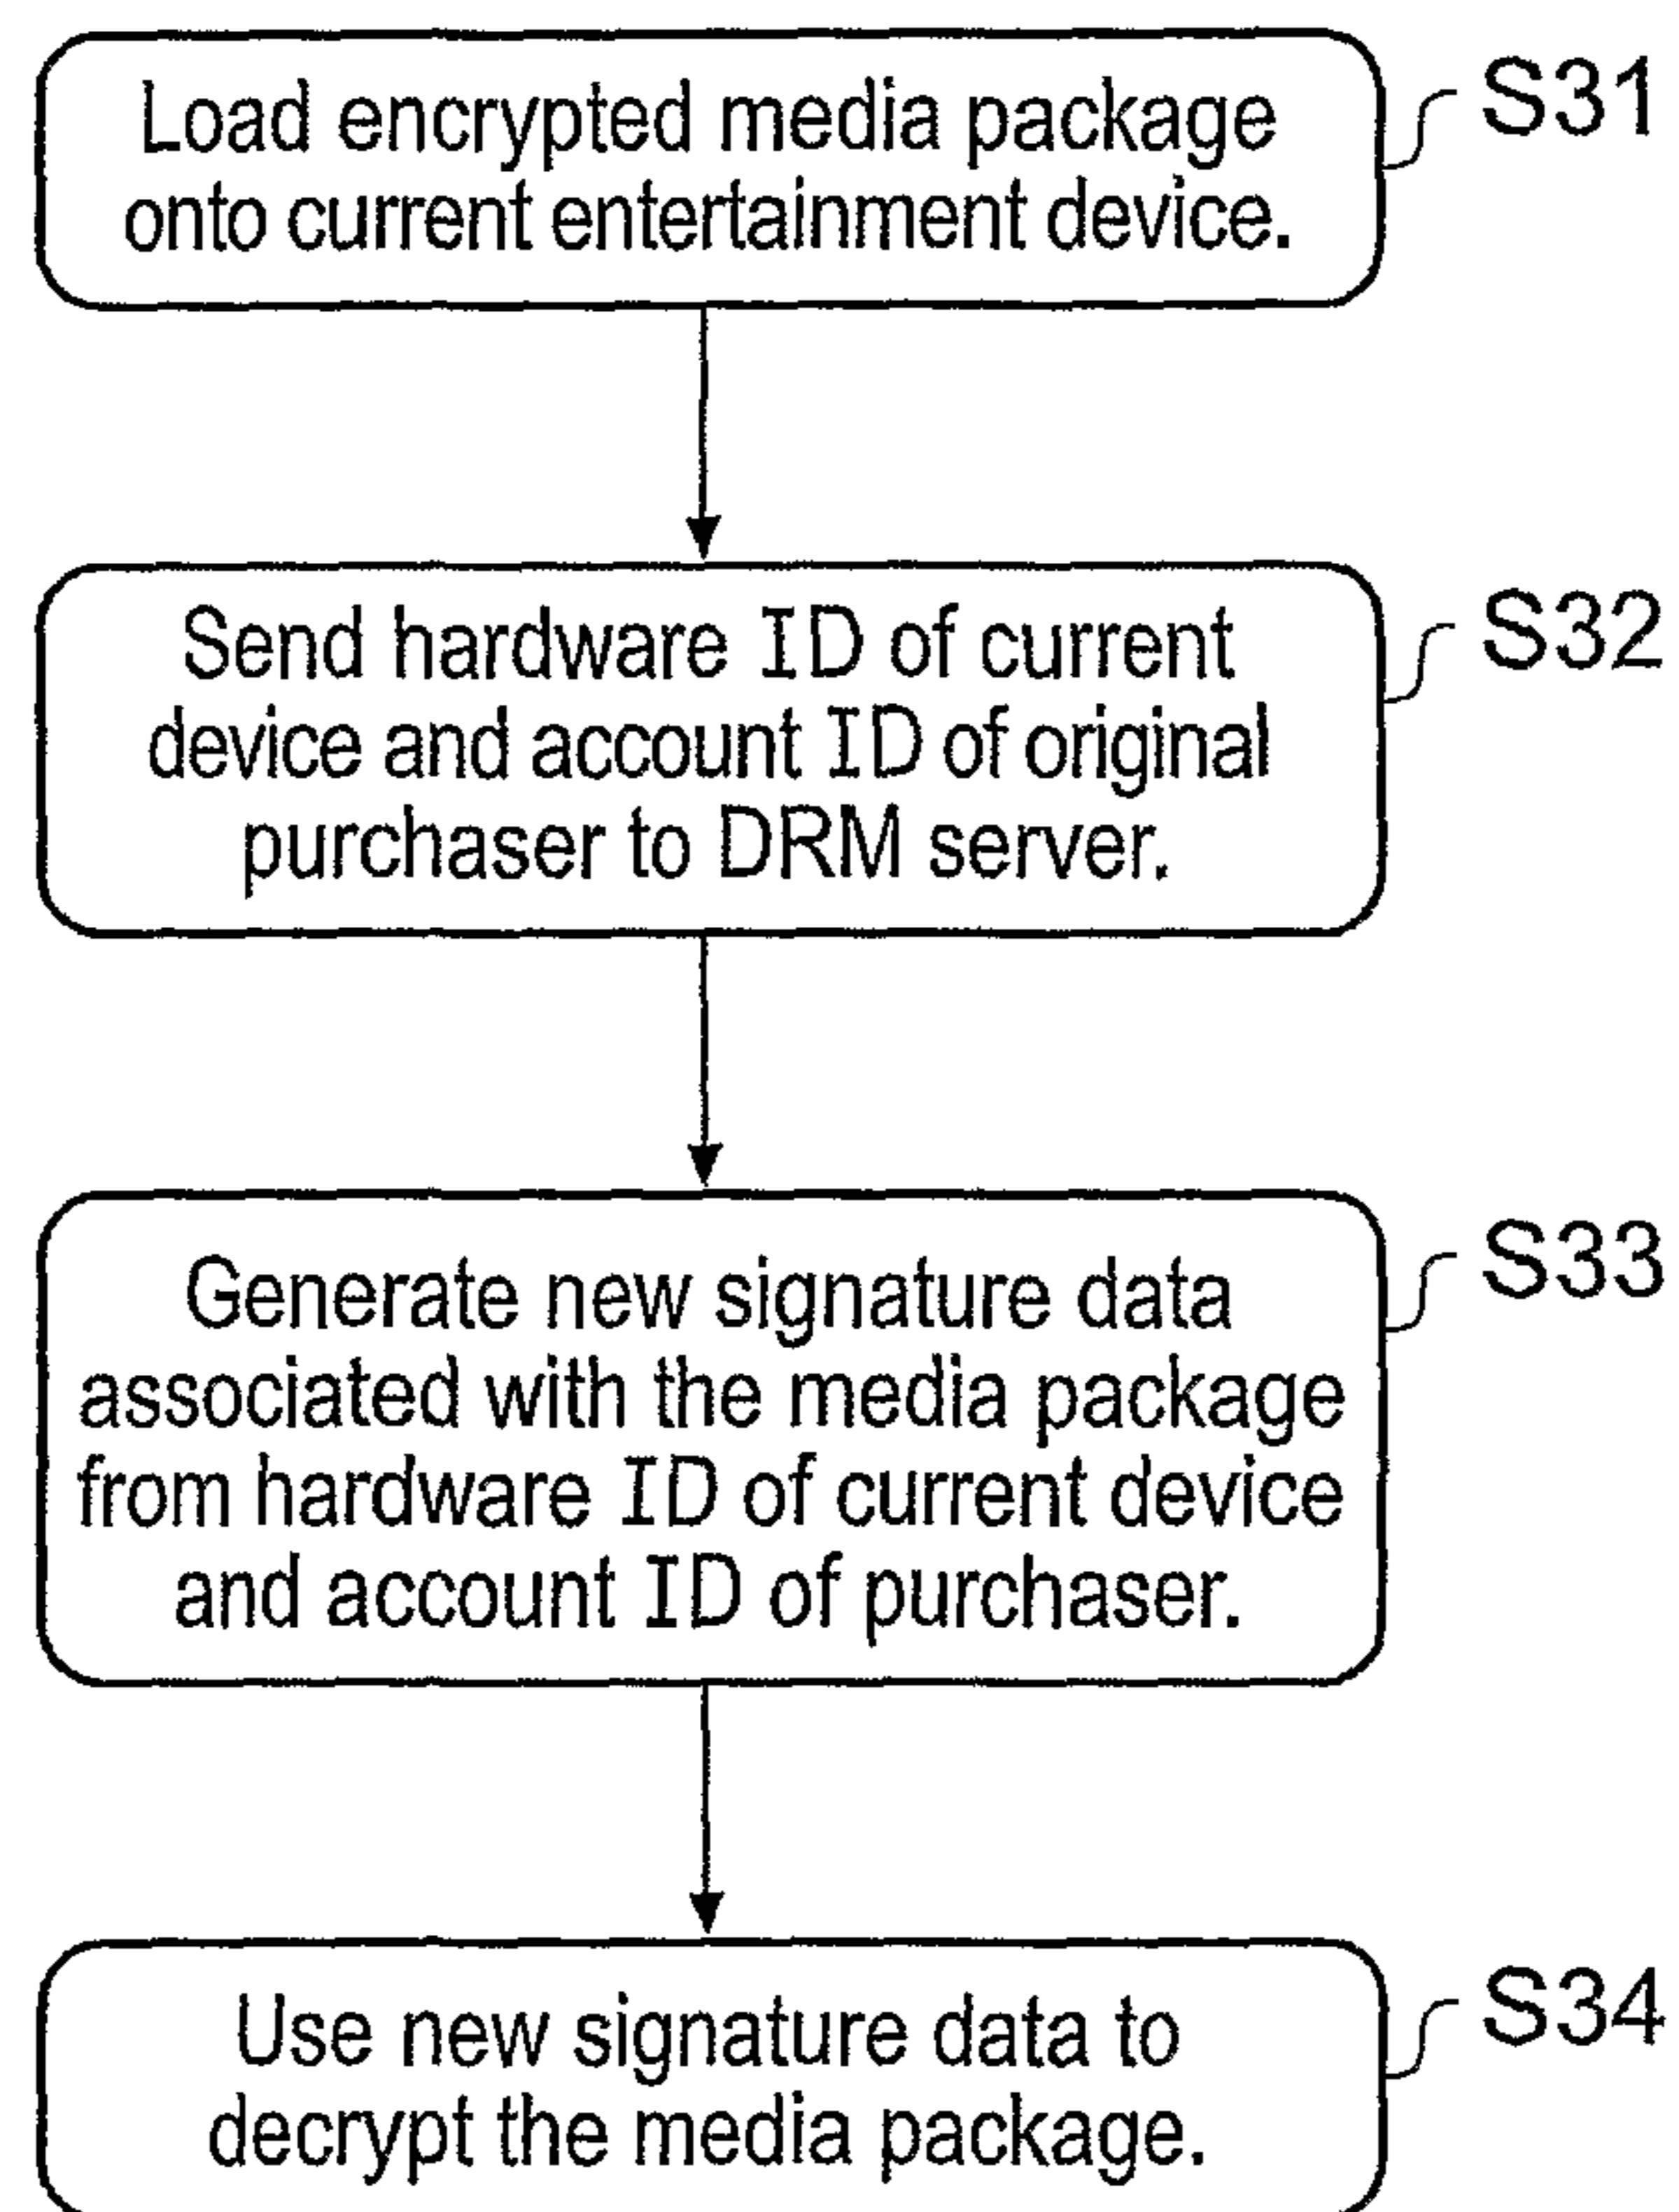 Load encrypted media package
onto current entertainment device.
S31
Send hardware ID of current
device and account ID of original
purchaser to DRM server.
S32
Generate new signature data
associated with the media package
from hardware ID of current device
and account ID of purchaser.
S33
Use new signature data to
decrypt the media package.
S34